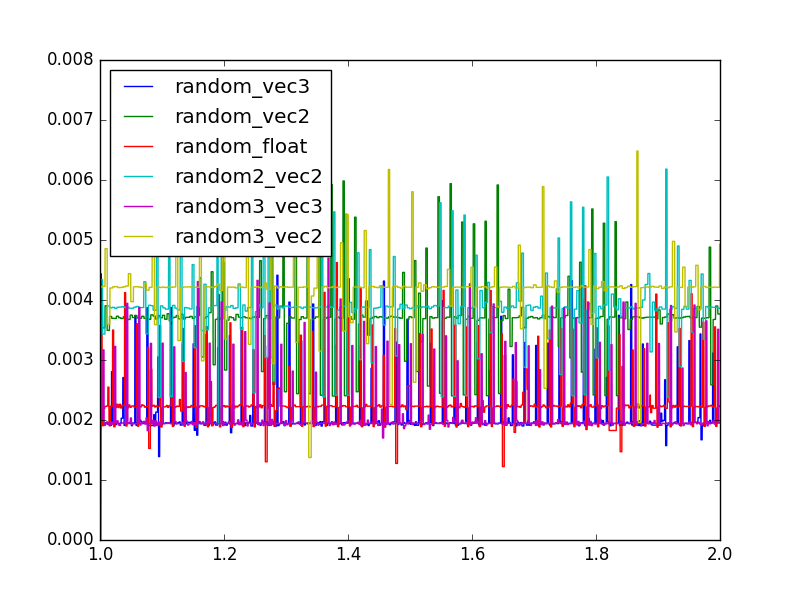 0.008
0.007
0.006
0.005
0.004
0.003
0.002
0.001
0.000
random_vec3
random_vec2
random_float
random2_vec2
random3_vec3
random3_vec2
1.0 1.2 1.4 1.6 1.8 2.0